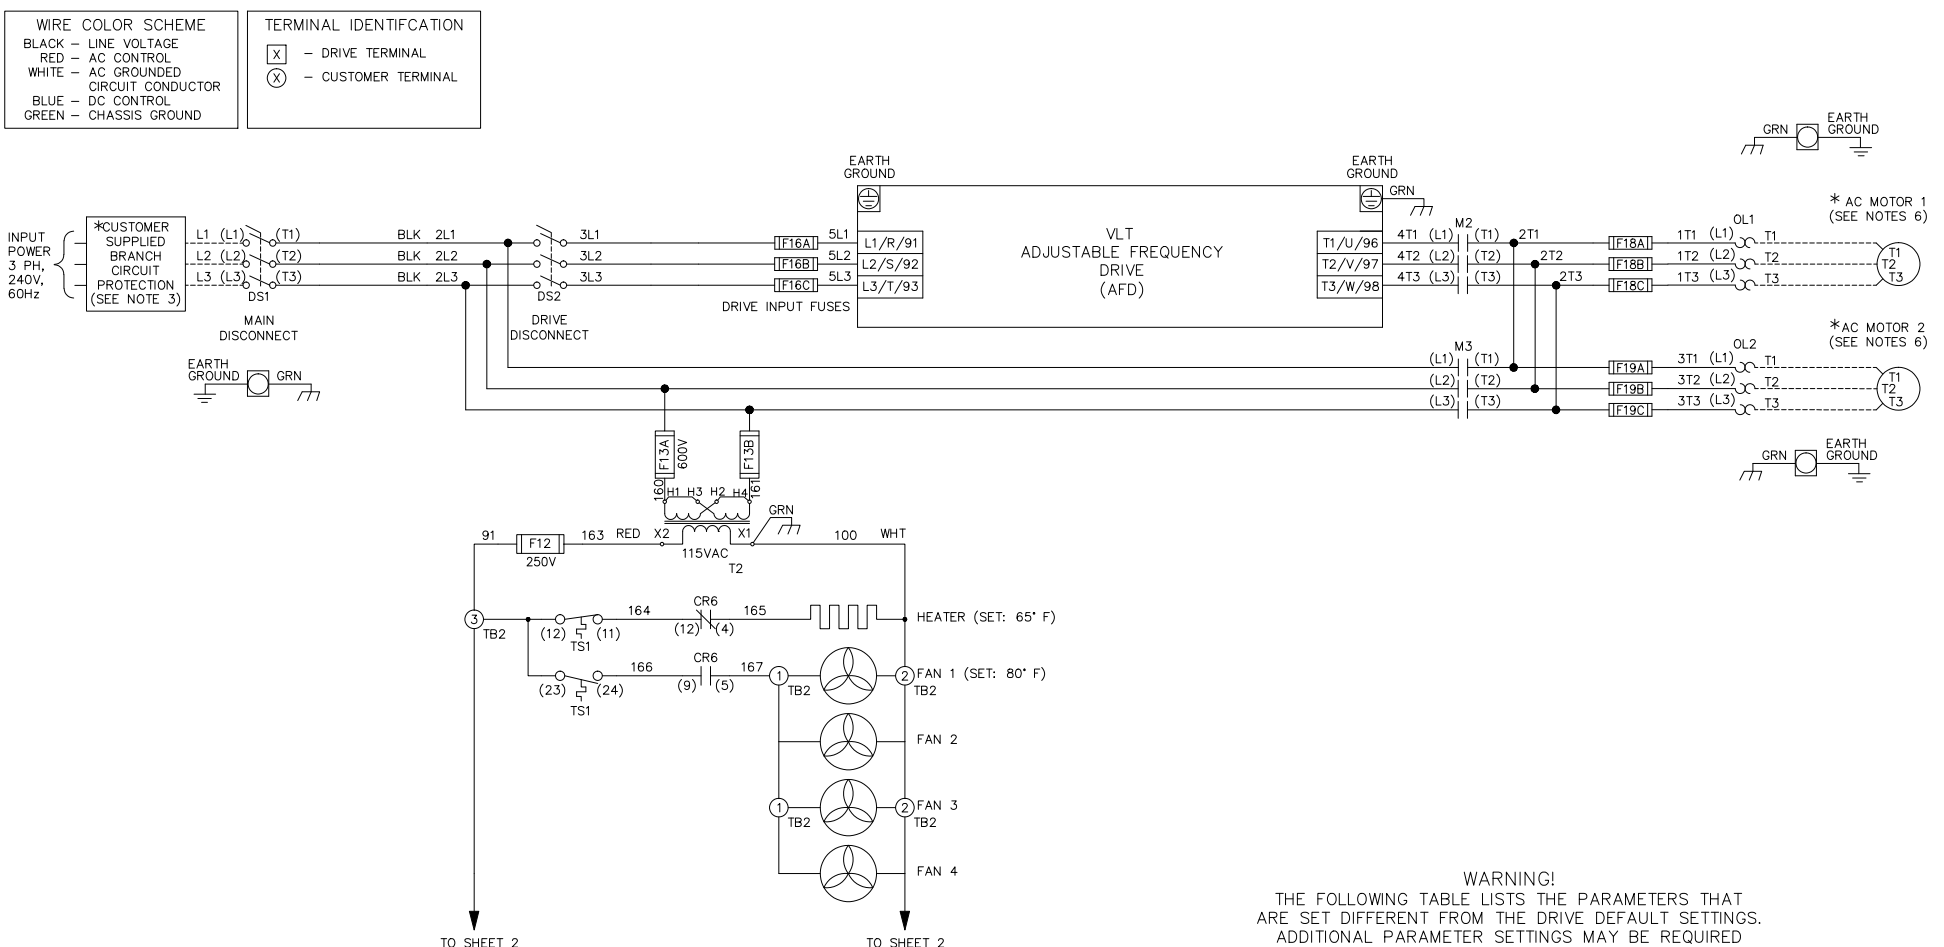 WIRE COLOR SCHEME
BLACK – LINE VOLTAGE
RED – AC CONTROL
WHITE – AC GROUNDED
CIRCUIT CONDUCTOR
BLUE – DC CONTROL
GREEN – CHASSIS GROUND
TERMINAL IDENTIFCATION
X – DRIVE TERMINAL
X – CUSTOMER TERMINAL
GRN
EARTH
GROUND
EARTH
GROUND
EARTH
GROUND
GRN
INPUT
POWER
3 PH,
240V,
60Hz
*CUSTOMER
SUPPLIED
BRANCH
CIRCUIT
PROTECTION
(SEE NOTE 3)
L1 (L1) (T1) BLK 2L1 3L1 F16A 5L1 L1/R/91
L2 (L2) (T2) BLK 2L2 3L2 F16B 5L2 L2/S/92
L3 (L3) (T3) BLK 2L3 3L3 F16C 5L3 L3/T/93
DS1
MAIN
DISCONNECT
DS2
DRIVE
DISCONNECT
DRIVE INPUT FUSES
VLT
ADJUSTABLE FREQUENCY
DRIVE
(AFD)
M2
OL1
T1/U/96 4T1 (L1) (T1) 2T1 F18A 1T1 (L1) T1
T2/V/97 4T2 (L2) (T2) 2T2 F18B 1T2 (L2) T2
T3/W/98 4T3 (L3) (T3) 2T3 F18C 1T3 (L3) T3
* AC MOTOR 1
(SEE NOTES 6)
T1
T2
T3
EARTH
GROUND
GRN
M3
OL2
(L1) (T1) F19A 3T1 (L1) T1
(L2) (T2) F19B 3T2 (L2) T2
(L3) (T3) F19C 3T3 (L3) T3
*AC MOTOR 2
(SEE NOTES 6)
T1
T2
T3
GRN
EARTH
GROUND
F13A
600V
F13B
160
H1 H3 H2 H4
161
GRN
91 F12 163 RED X2 X1 100 WHT
250V
115VAC
T2
3
TB2
164 CR6 165
(12) (11) (12) (4)
TS1
HEATER (SET: 65° F)
166 CR6 167 1 2 FAN 1 (SET: 80° F)
(23) (24) (9) (5) TB2 TB2
TS1
FAN 2
1 2 FAN 3
TB2 TB2
FAN 4
TO SHEET 2
TO SHEET 2
WARNING!
THE FOLLOWING TABLE LISTS THE PARAMETERS THAT
ARE SET DIFFERENT FROM THE DRIVE DEFAULT SETTINGS.
ADDITIONAL PARAMETER SETTINGS MAY BE REQUIRED